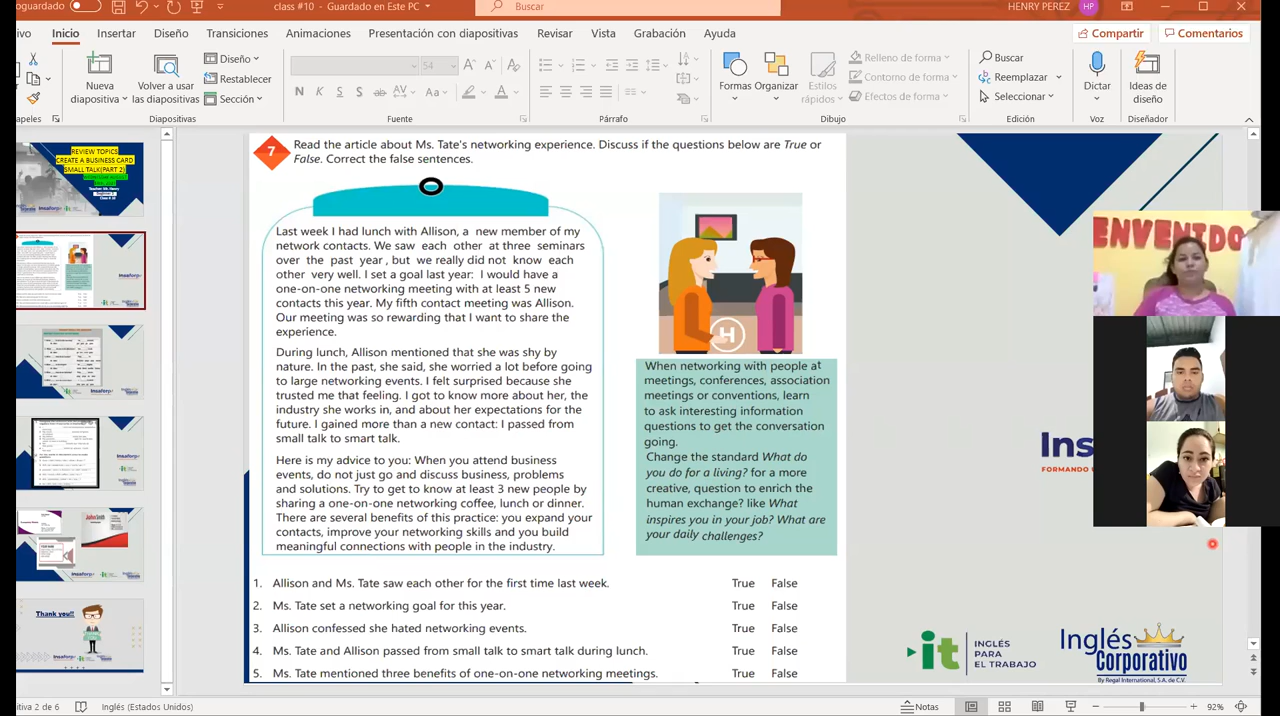 oguardado
class #10 - Guardado en Este PC
Buscar
HENRY PEREZ
HP
ivo
Inicio
Insertar
Diseño
Transiciones
Animaciones
Presentación con diapositivas
Revisar
Vista
Grabación
Ayuda
Compartir
Comentarios
Nueva
diapositiva
Volver a usar
las diapositivas
Diseño
Restablecer
Sección
54
Formas
Organizar
Estilos
rápidos
Relleno de forma
Contorno de forma
Efectos de forma
Buscar
Reemplazar
Seleccionar
Dictar
Ideas de
diseño
apeles
Diapositivas
Fuente
Párrafo
Dibujo
Edición
Voz
Diseñador
REVIEW TOPICS
CREATE A BUSINESS CARD
SMALL TALK(PART 2)
Thank you!!
7
Read the article about Ms. Tate's networking experience. Discuss if the questions below are True or
False. Correct the false sentences.
Last week I had lunch with Allison a new member of my
network contacts. We saw each other at three seminars
over the past year , but we really did not know each
other very well. I set a goal last year. I would have a
one-on-one networking meeting with at least 5 new
contacts this year. My fifth contact meeting was Allison.
Our meeting was so rewarding that I want to share the
experience.
During lunch, Allison mentioned that she was shy by
nature in the past, she said, she worried a lot before going
to large networking events. I felt surprised because she
trusted me that feeling. I got to know more about her, the
industry she works in, and about her expectations for the
future. I gained more than a new contact. I passed from
small talk to smart talk.
Here is my advice to you: When you attend business
events, do not just go and discuss business, problems
and solutions. Try to get to know at least 3 new people by
sharing a one-on-one networking coffee, lunch or dinner.
There are several benefits of this practice: you expand your
contacts, improve your networking skills and you build
meaningful connections with people in the industry.
When networking with people at
meetings, conferences, association
meetings or conventions, learn
to ask interesting information
questions to get the conversation
going.
Change the standard What do
you do for a living? for a more
creative, question to enrich the
human exchange? like What
inspires you in your job? What are
your daily challenges?
1. Allison and Ms. Tate saw each other for the first time last week. True False
2. Ms. Tate set a networking goal for this year. True False
3. Allison confessed she hated networking events. True False
4. Ms. Tate and Allison passed from small talk to smart talk during lunch. True False
5. Ms. Tate mentioned three benefits of one-on-one networking meetings. True False
ENVENIDO
Ins
FORMANDO
it
INGLÉS
PARA
EL TRABAJO
Inglés
Corporativo
By Regal International, S.A. de C.V.
itiva 2 de 6
Inglés (Estados Unidos)
Notas
92%